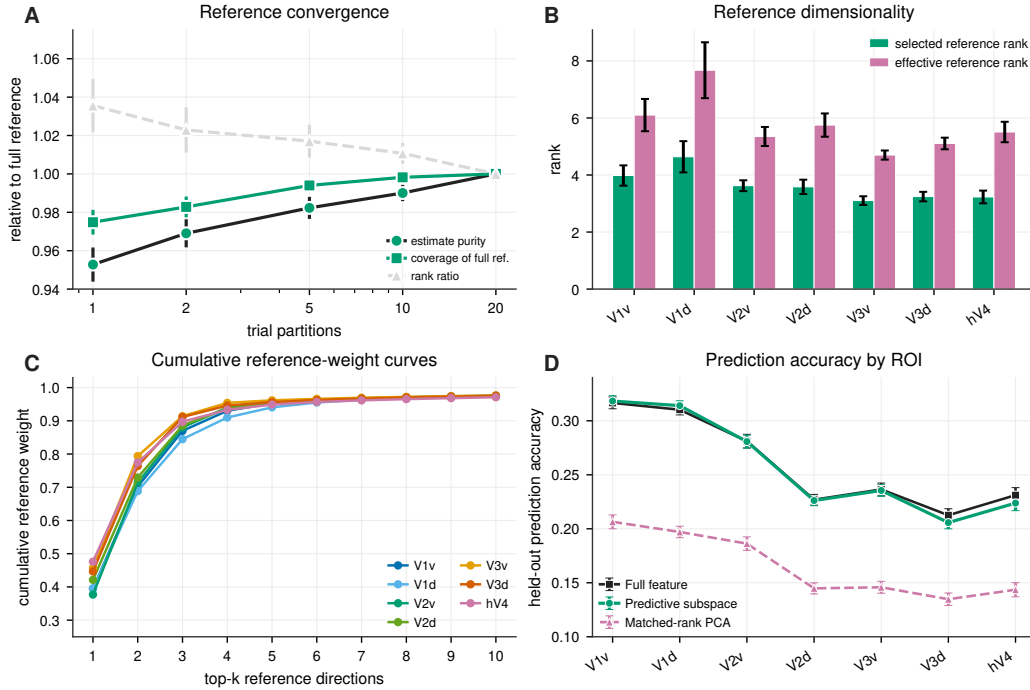 A
Reference convergence
relative to full reference
1.06
1.04
1.02
1.00
0.98
0.96
0.94
estimate purity
coverage of full ref.
rank ratio
1 2 5 10 20
trial partitions
B
Reference dimensionality
rank
8
6
4
2
0
selected reference rank
effective reference rank
V1v V1d V2v V2d V3v V3d hV4
C
Cumulative reference-weight curves
cumulative reference weight
1.0
0.9
0.8
0.7
0.6
0.5
0.4
0.3
V1v V3v
V1d V3d
V2v hV4
V2d
1 2 3 4 5 6 7 8 9 10
top-k reference directions
D
Prediction accuracy by ROI
held-out prediction accuracy
0.30
0.25
0.20
0.15
0.10
Full feature
Predictive subspace
Matched-rank PCA
V1v V1d V2v V2d V3v V3d hV4